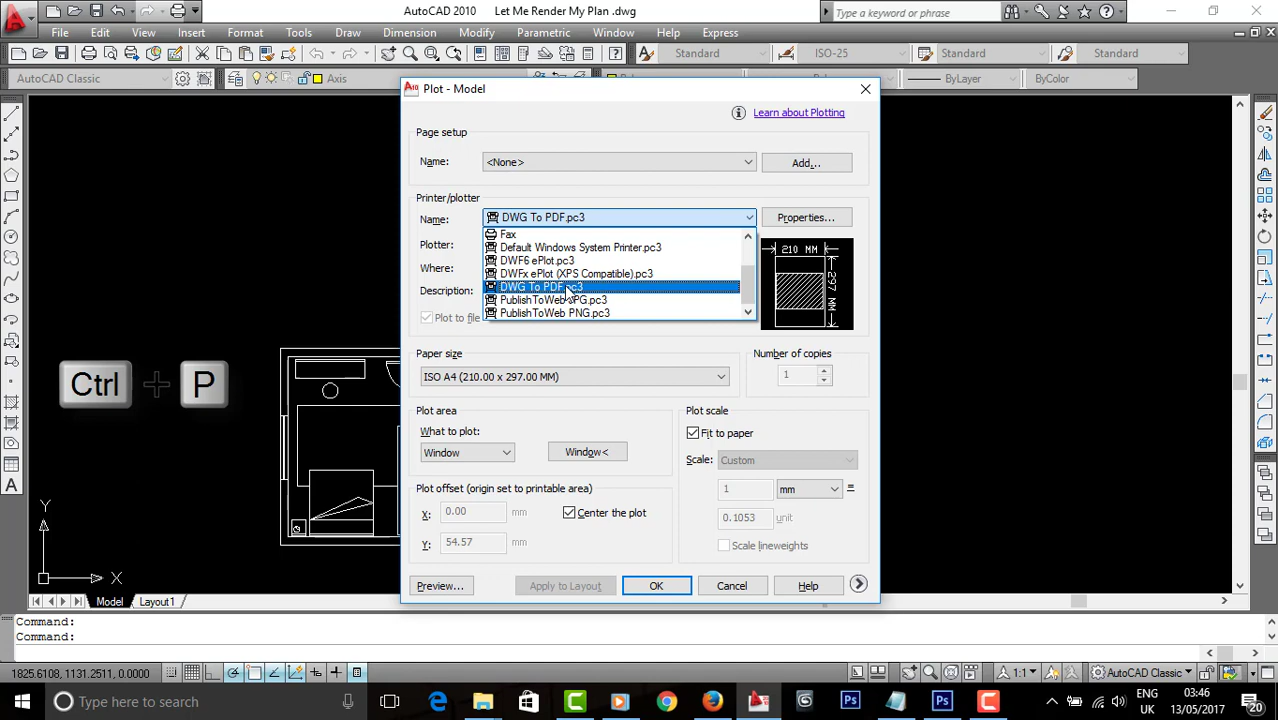 AutoCAD 2010 Let Me Render My Plan .dwg
Type a keyword or phrase
File Edit View Insert Format Tools Draw Dimension Modify Parametric Window Help Express
Standard ISO-25 Standard Standard
AutoCAD Classic Axis ByLayer ByColor
Plot - Model
Learn about Plotting
Page setup
Name: <None> Add...
Printer/plotter
Name: DWG To PDF.pc3 Properties...
Plotter:
Where:
Description:
Plot to file
Fax
Default Windows System Printer.pc3
DWF6 ePlot.pc3
DWFx ePlot (XPS Compatible).pc3
DWG To PDF.pc3
PublishToWeb JPG.pc3
PublishToWeb PNG.pc3
210 MM
297 MM
Paper size Number of copies
ISO A4 (210.00 x 297.00 MM) 1
Plot area Plot scale
What to plot: Fit to paper
Window Window< Scale: Custom
1 mm =
Plot offset (origin set to printable area)
X: 0.00 mm Center the plot 0.1053 unit
Y: 54.57 mm Scale lineweights
Preview... Apply to Layout OK Cancel Help
Ctrl + P
Y
X
Model Layout1
Command:
Command:
1825.6108, 1131.2511, 0.0000 1:1 AutoCAD Classic
Type here to search ENG UK 03:46 13/05/2017 20